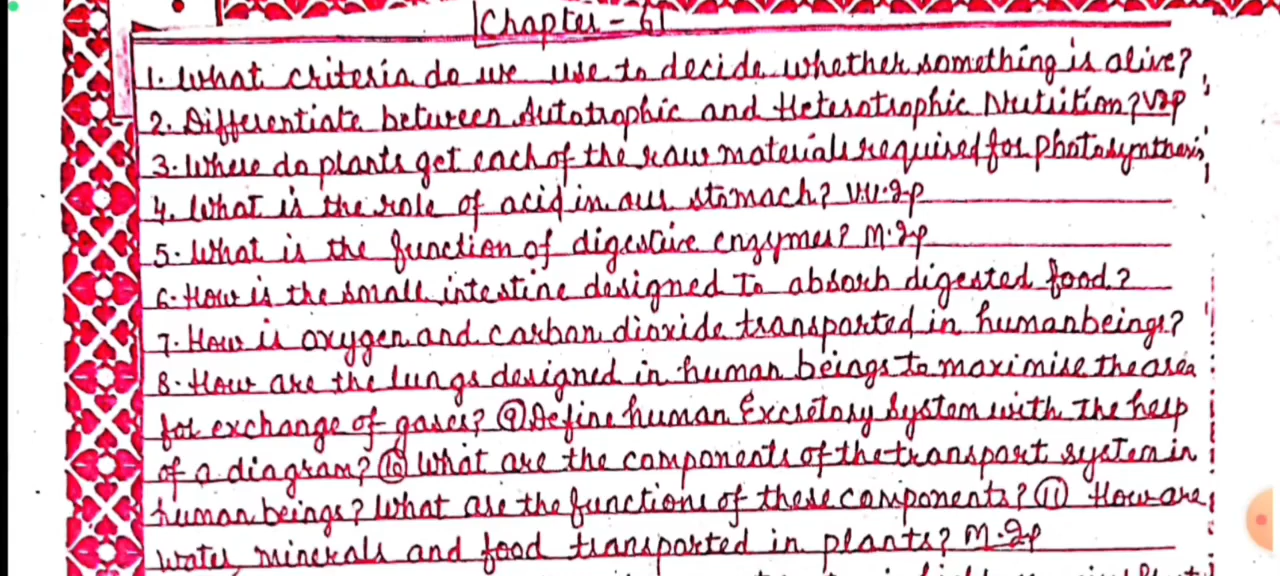 Chapter - 6
1. What criteria do we use to decide whether something is alive?
2. Differentiate between Autotrophic and Heterotrophic Nutrition? V2p
3. Where do plants get each of the raw materials required for photosynthesis
4. What is the role of acid in our stomach? V.V.2p
5. What is the function of digestive enzymes? M.2p
6. How is the small intestine designed to absorb digested food?
7. How is oxygen and carbon dioxide transported in human beings?
8. How are the lungs designed in human beings to maximise the area
for exchange of gases? 9 Define human Excretory System with the help
of a diagram? 10 What are the components of the transport system in
human beings? What are the functions of these components? 11 How are
water, minerals and food transported in plants? M.2p